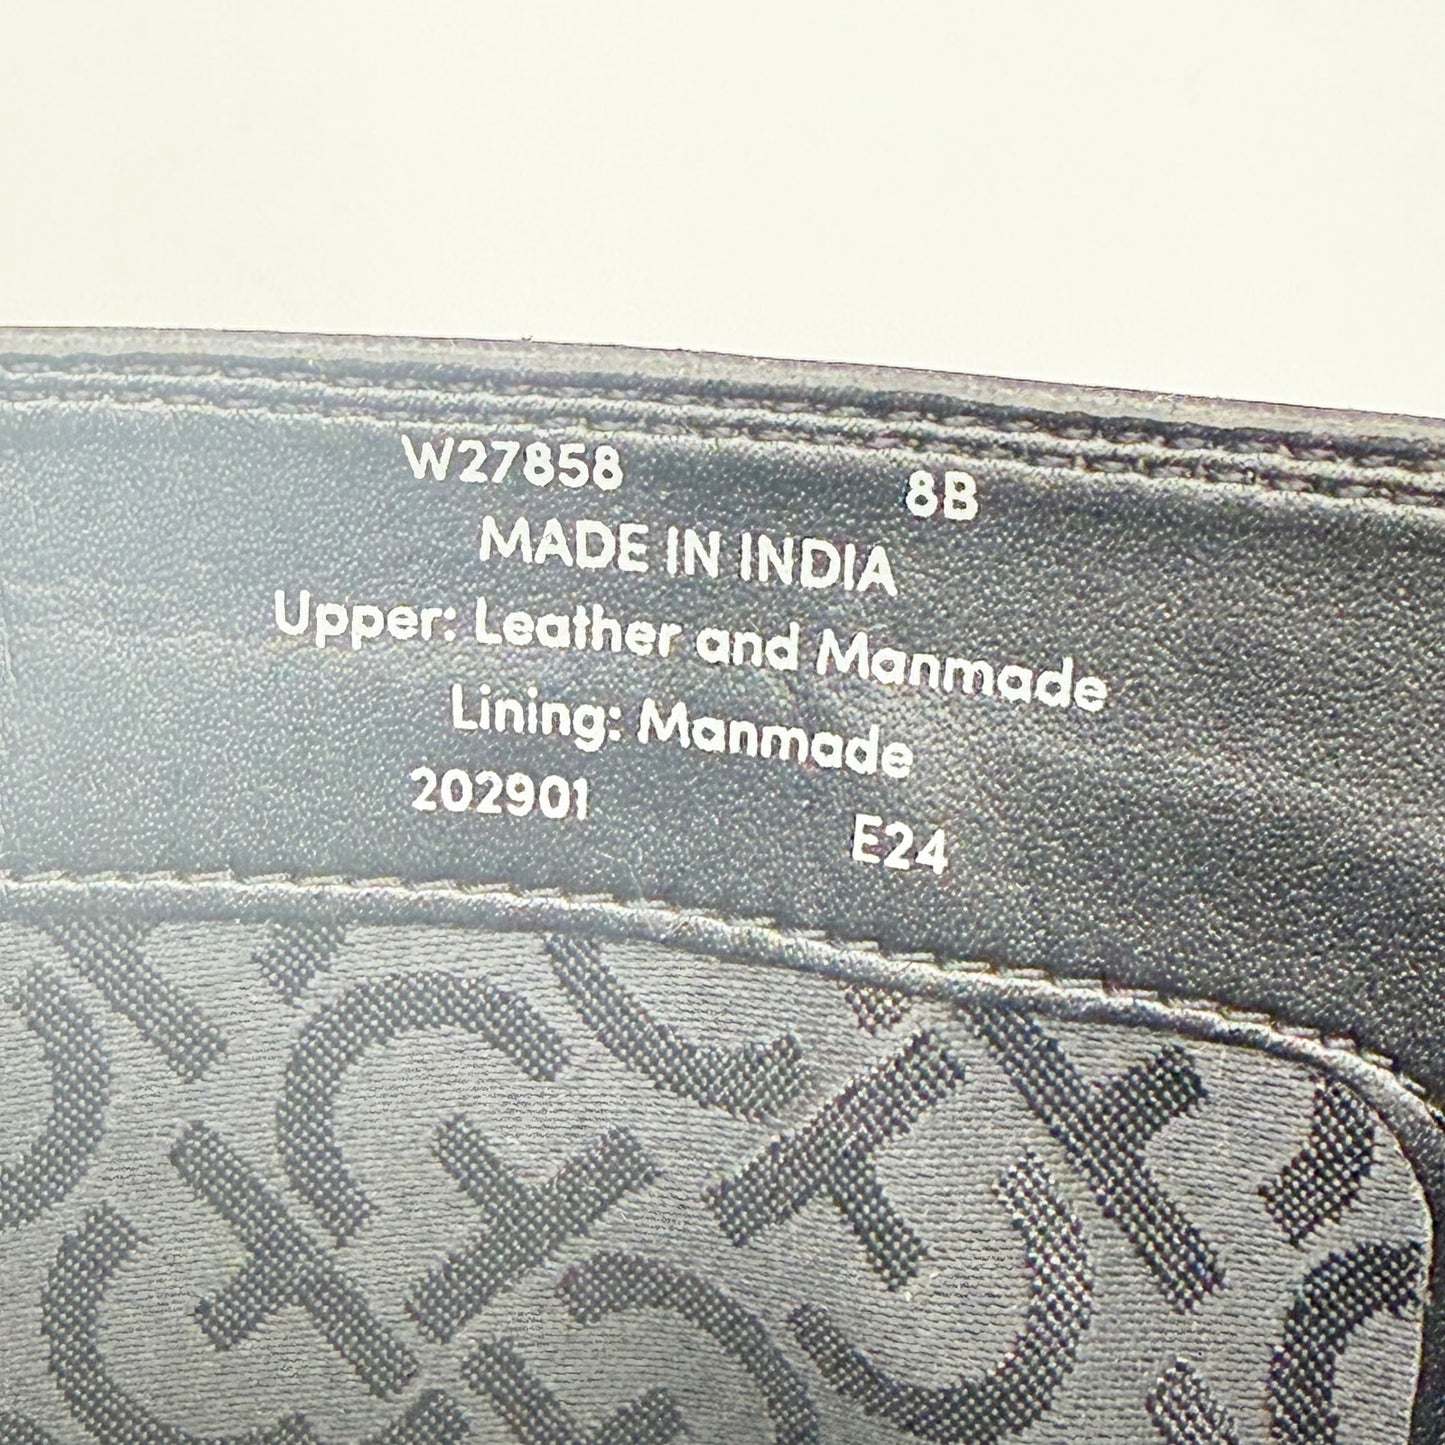 W27858 8B
MADE IN INDIA
Upper: Leather and Manmade
Lining: Manmade
202901 E24